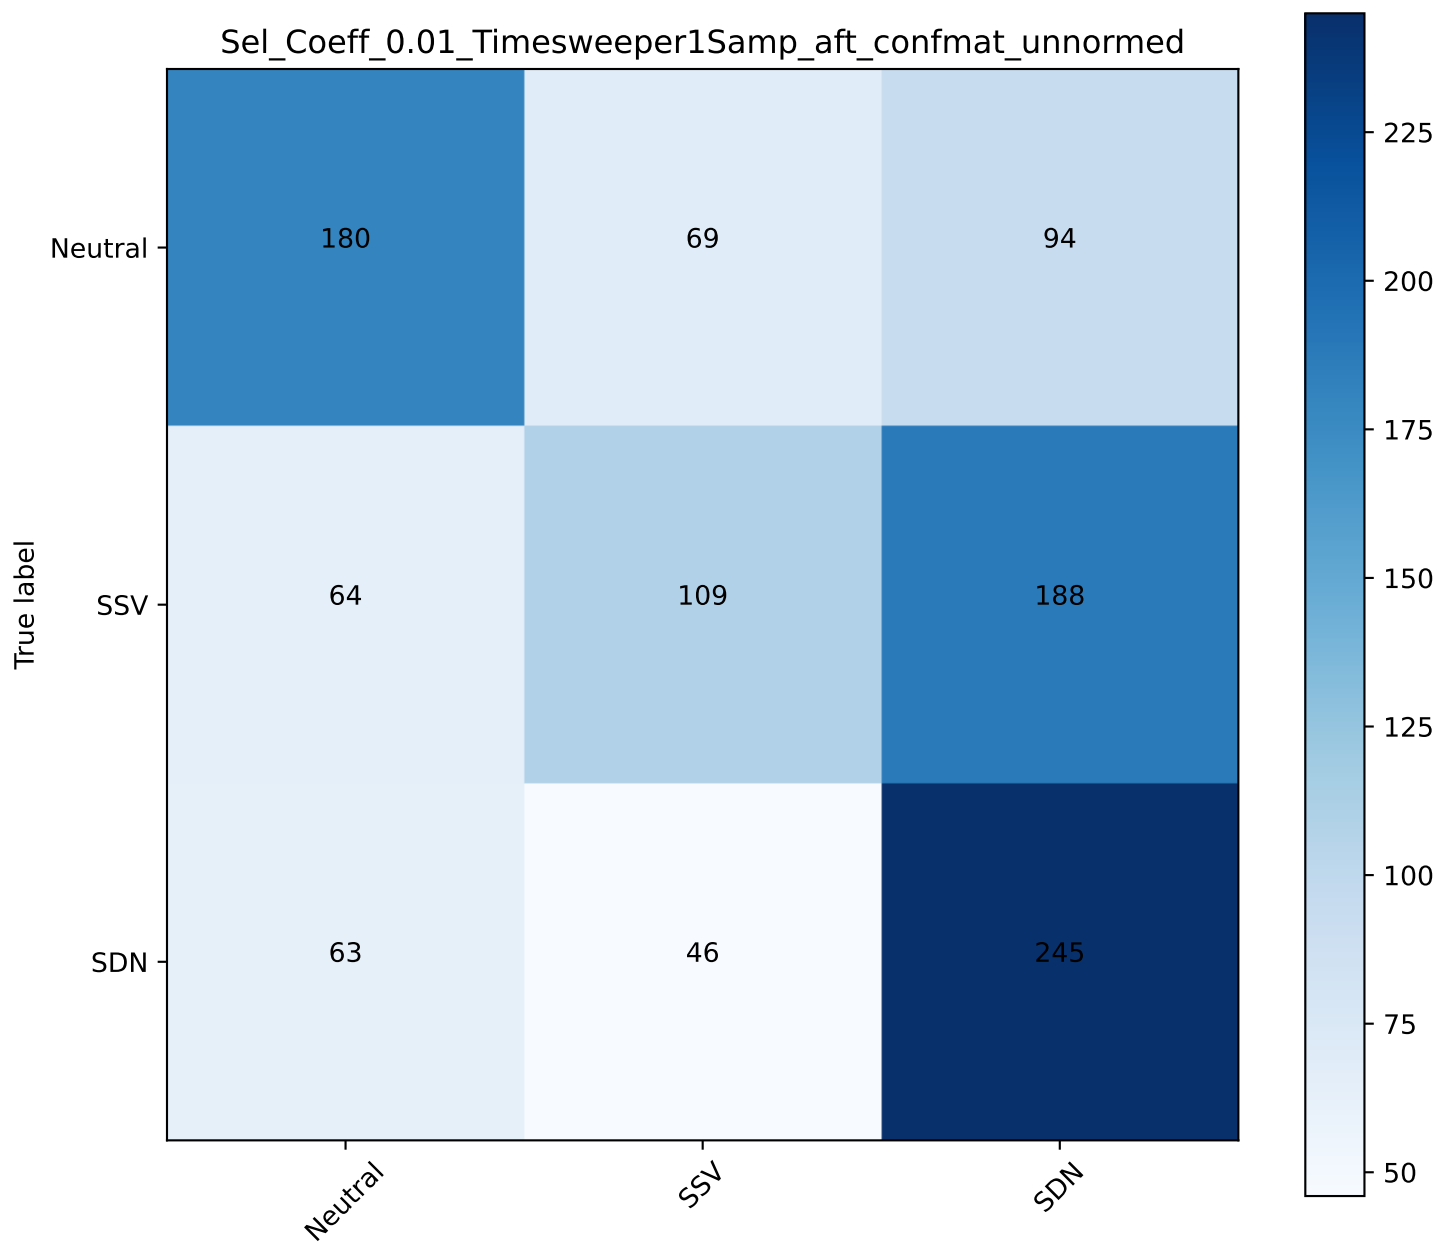 Sel_Coeff_0.01_Timesweeper1Samp_aft_confmat_unnormed
True label
Neutral
180
69
94
SSV
64
109
188
SDN
63
46
245
Neutral
SSV
SDN
225
200
175
150
125
100
75
50